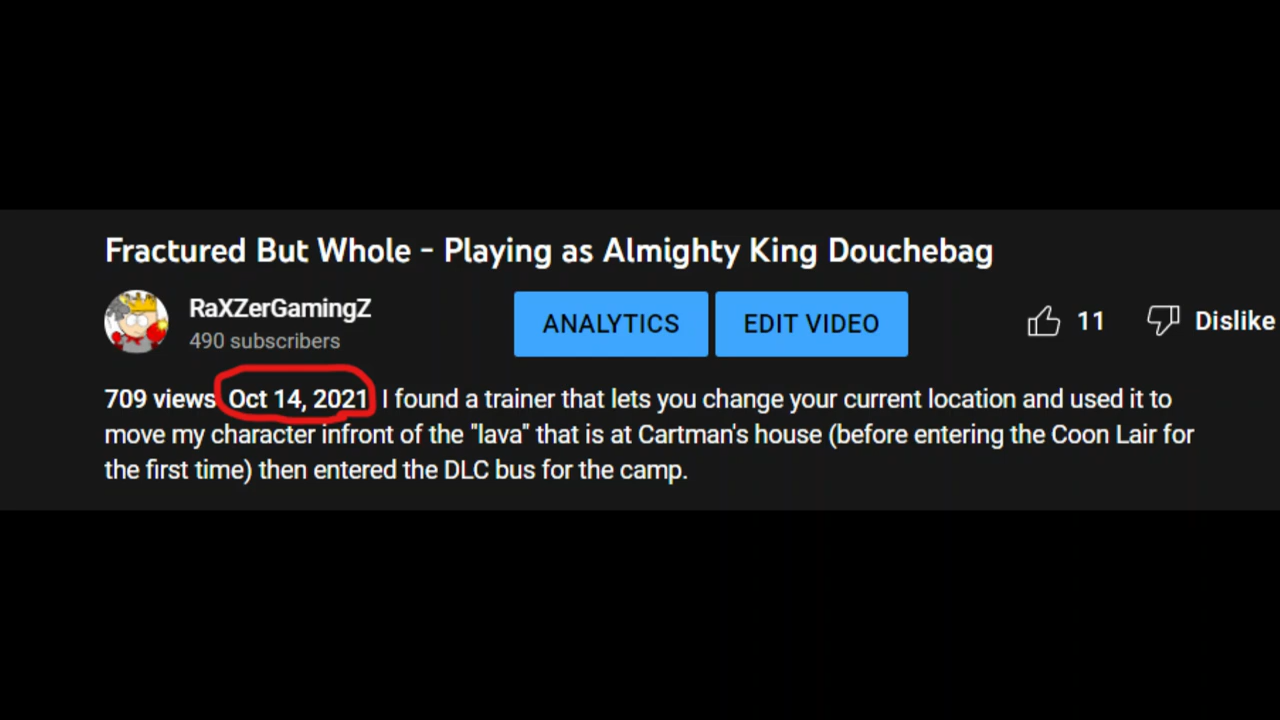 Fractured But Whole - Playing as Almighty King Douchebag
RaXZerGamingZ
490 subscribers
ANALYTICS
EDIT VIDEO
11
Dislike
709 views Oct 14, 2021 I found a trainer that lets you change your current location and used it to
move my character infront of the "lava" that is at Cartman's house (before entering the Coon Lair for
the first time) then entered the DLC bus for the camp.